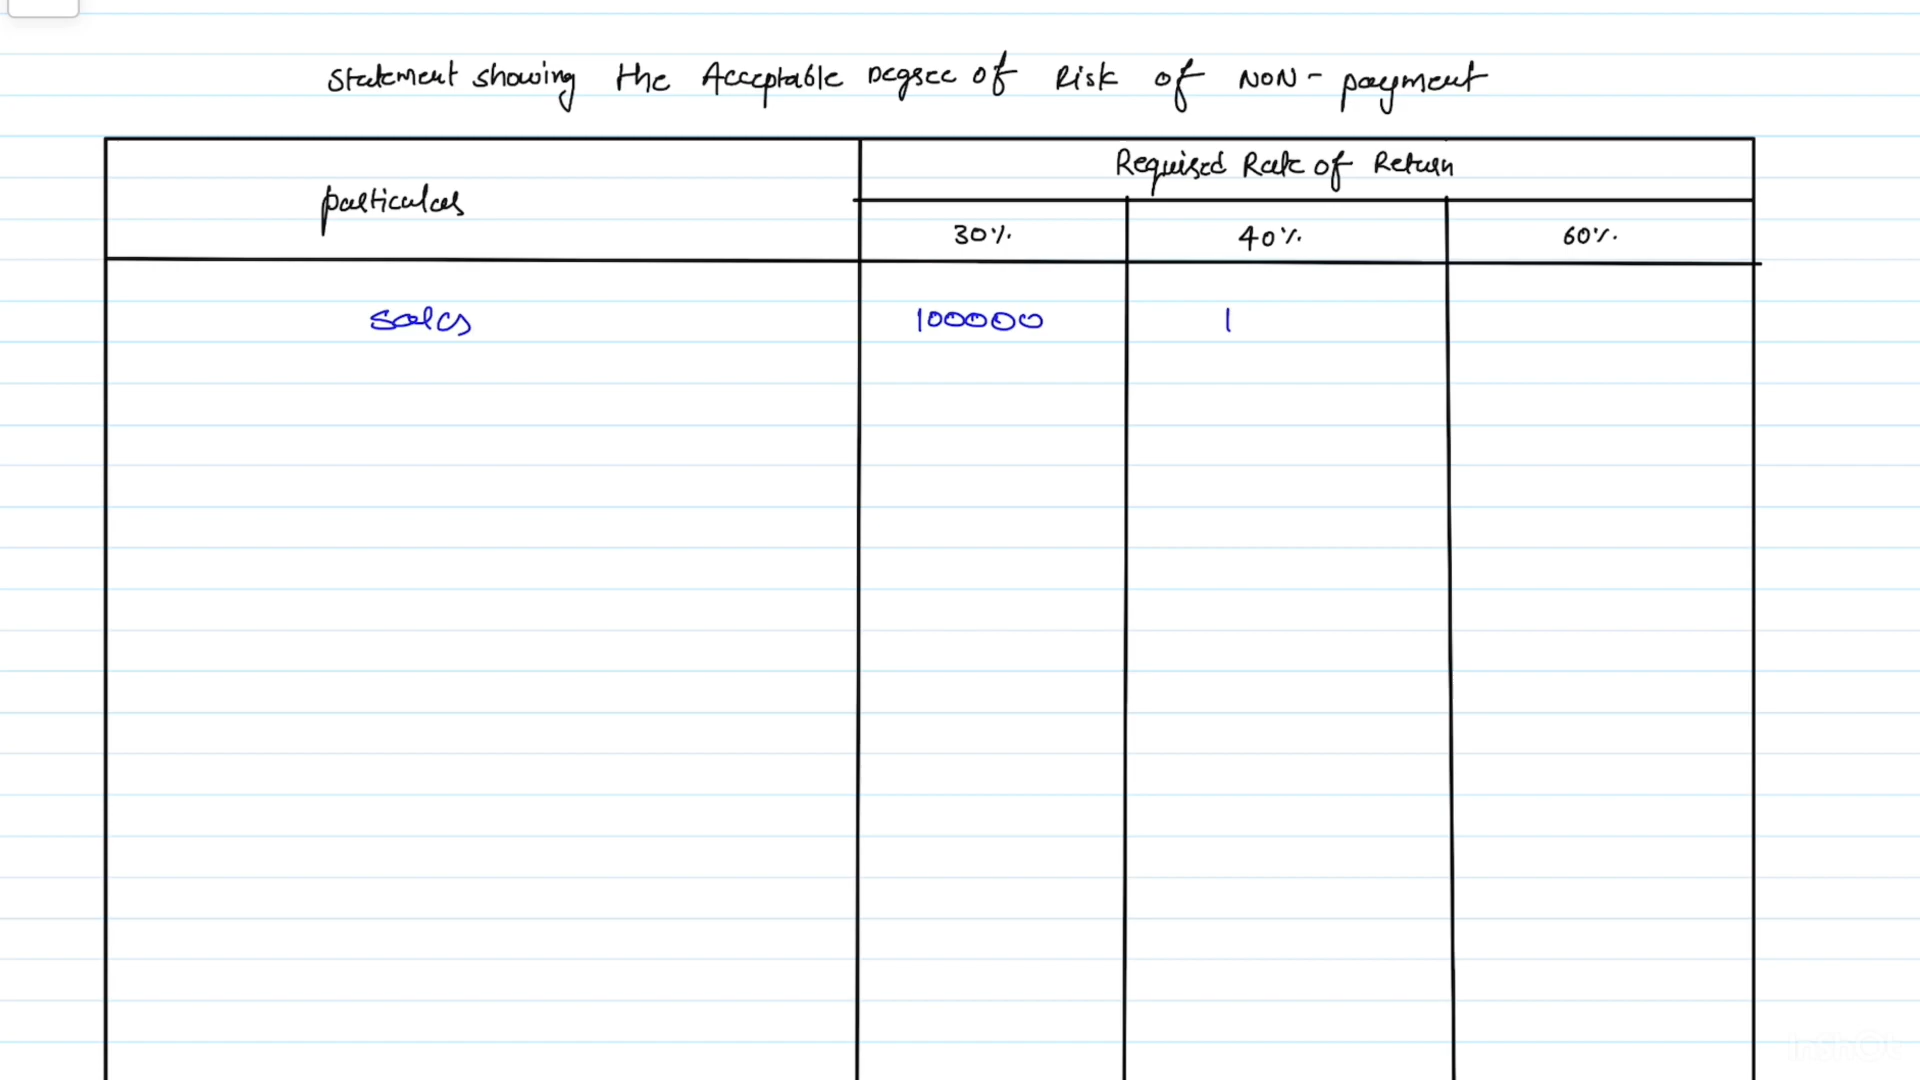 Statement showing the Acceptable Degree of Risk of NON - payment
Required Rate of Return
particulars
30% 40% 60%
Sales 100000 1
InShOt